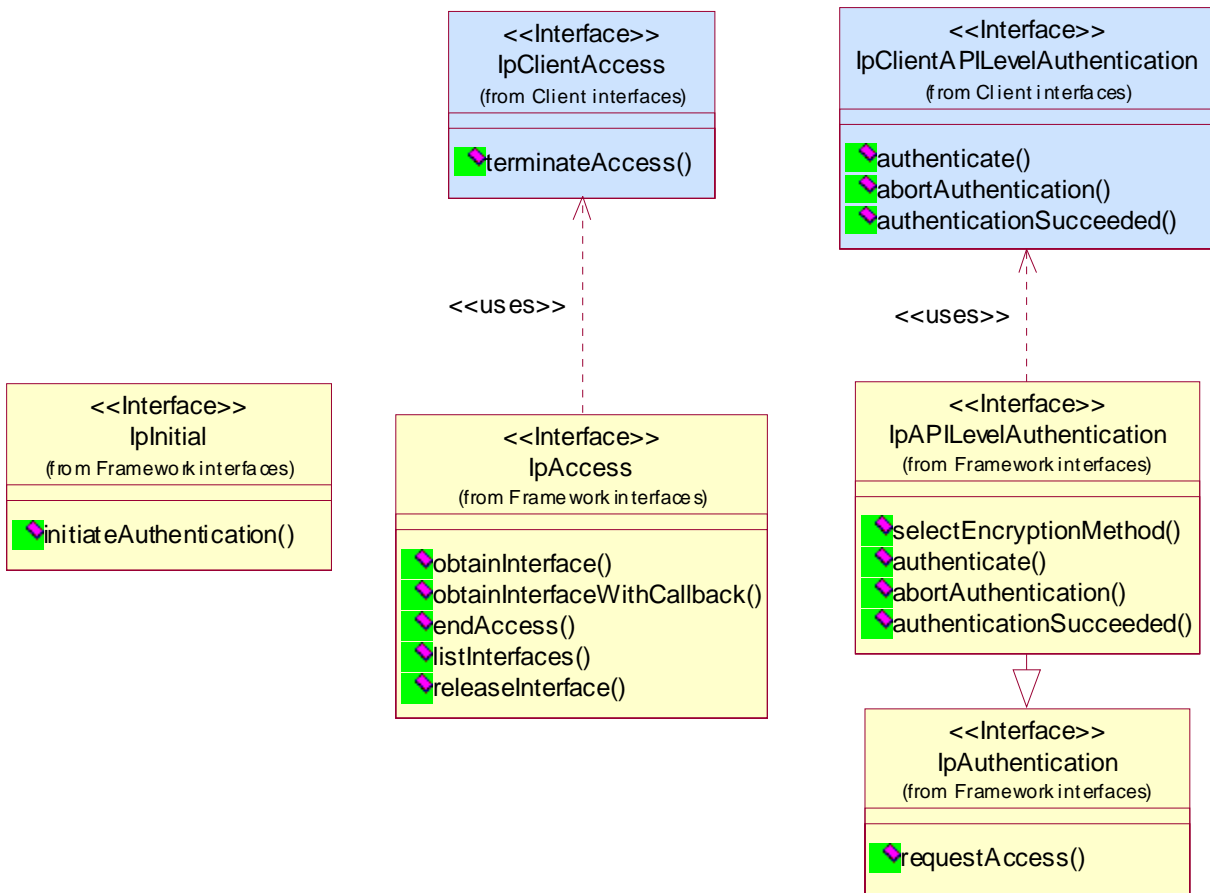 <<Interface>>
IpClientAccess
(from Client interfaces)
terminateAccess()
<<Interface>>
IpClientAPILevelAuthentication
(from Client interfaces)
authenticate()
abortAuthentication()
authenticationSucceeded()
<<uses>>
<<uses>>
<<Interface>>
IpInitial
(from Framework interfaces)
initiateAuthentication()
<<Interface>>
IpAccess
(from Framework interfaces)
obtainInterface()
obtainInterfaceWithCallback()
endAccess()
listInterfaces()
releaseInterface()
<<Interface>>
IpAPILevelAuthentication
(from Framework interfaces)
selectEncryptionMethod()
authenticate()
abortAuthentication()
authenticationSucceeded()
<<Interface>>
IpAuthentication
(from Framework interfaces)
requestAccess()